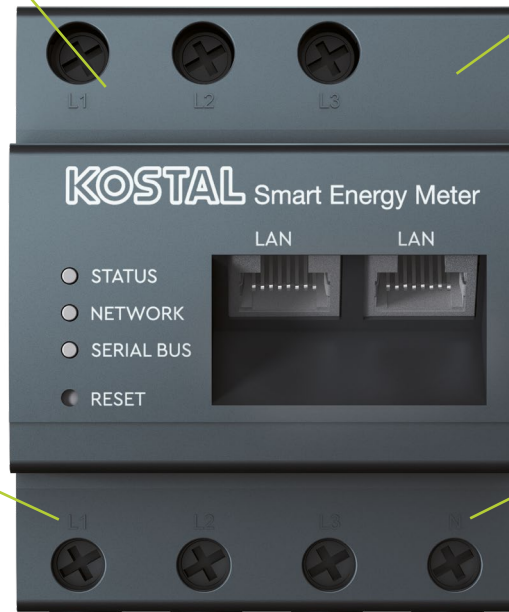 L1 L2 L3
KOSTAL Smart Energy Meter
LAN LAN
STATUS
NETWORK
SERIAL BUS
RESET
L1 L2 L3 N